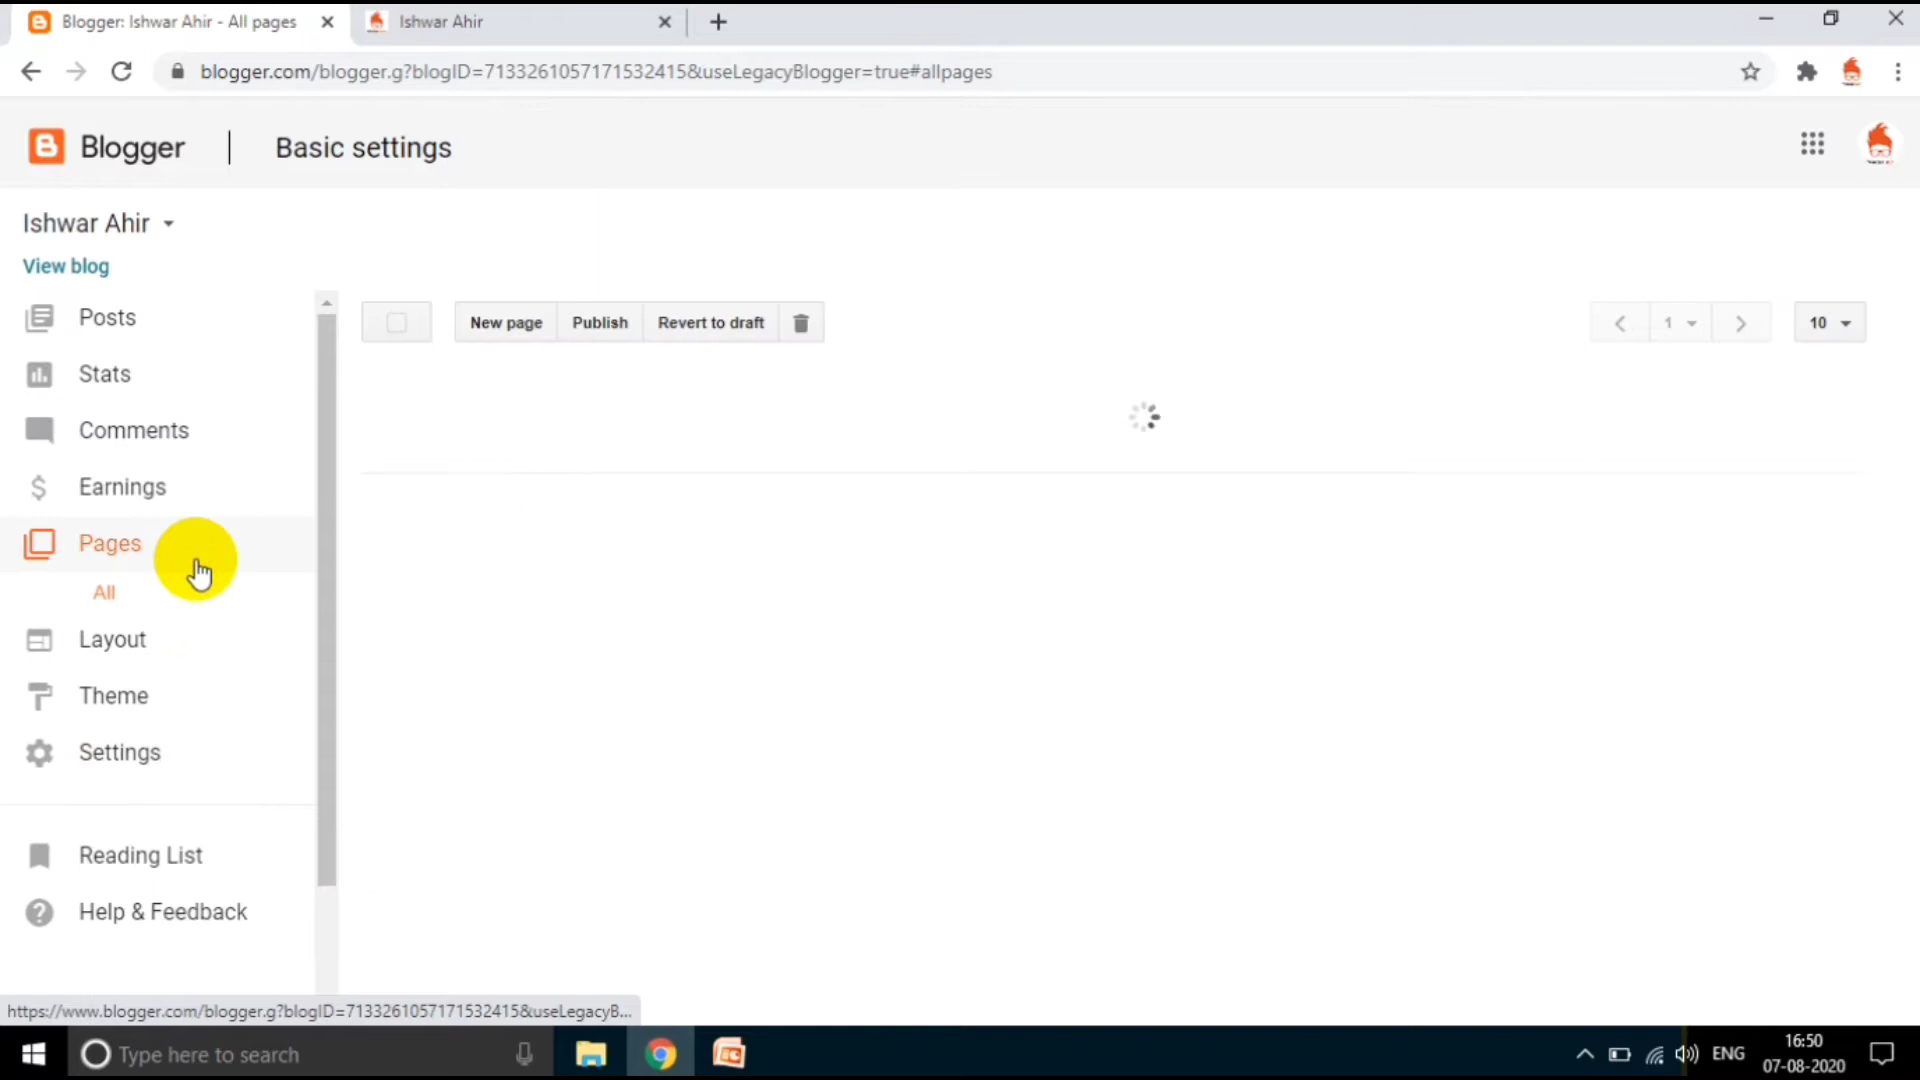 Blogger: Ishwar Ahir - All pages
Ishwar Ahir
blogger.com/blogger.g?blogID=7133261057171532415&useLegacyBlogger=true#allpages
Blogger
Basic settings
Ishwar Ahir
View blog
Posts
Stats
Comments
Earnings
Pages
All
Layout
Theme
Settings
Reading List
Help & Feedback
New page
Publish
Revert to draft
1
10
https://www.blogger.com/blogger.g?blogID=7133261057171532415&useLegacyB...
Type here to search
ENG
16:50
07-08-2020